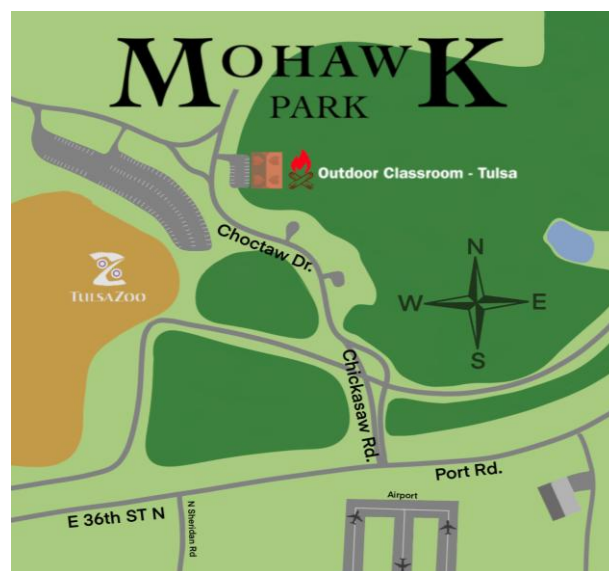 MOHAWK
PARK
Outdoor Classroom - Tulsa
Choctaw Dr.
N
W
E
S
TULSAZOO
Chickasaw Rd.
Port Rd.
E 36th ST N
N Sheridan Rd
Airport